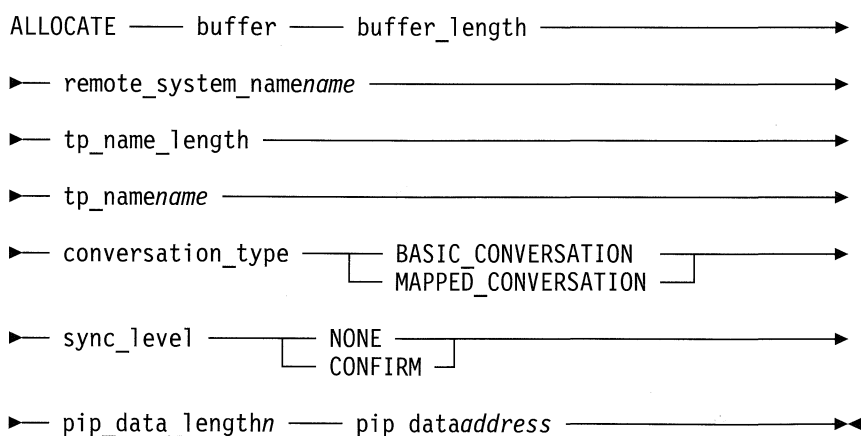 ALLOCATE buffer buffer_length
remote_system_namename
tp_name_length
tp_namename
conversation_type BASIC_CONVERSATION
MAPPED_CONVERSATION
sync_level NONE
CONFIRM
pip_data_lengthn pip_dataaddress